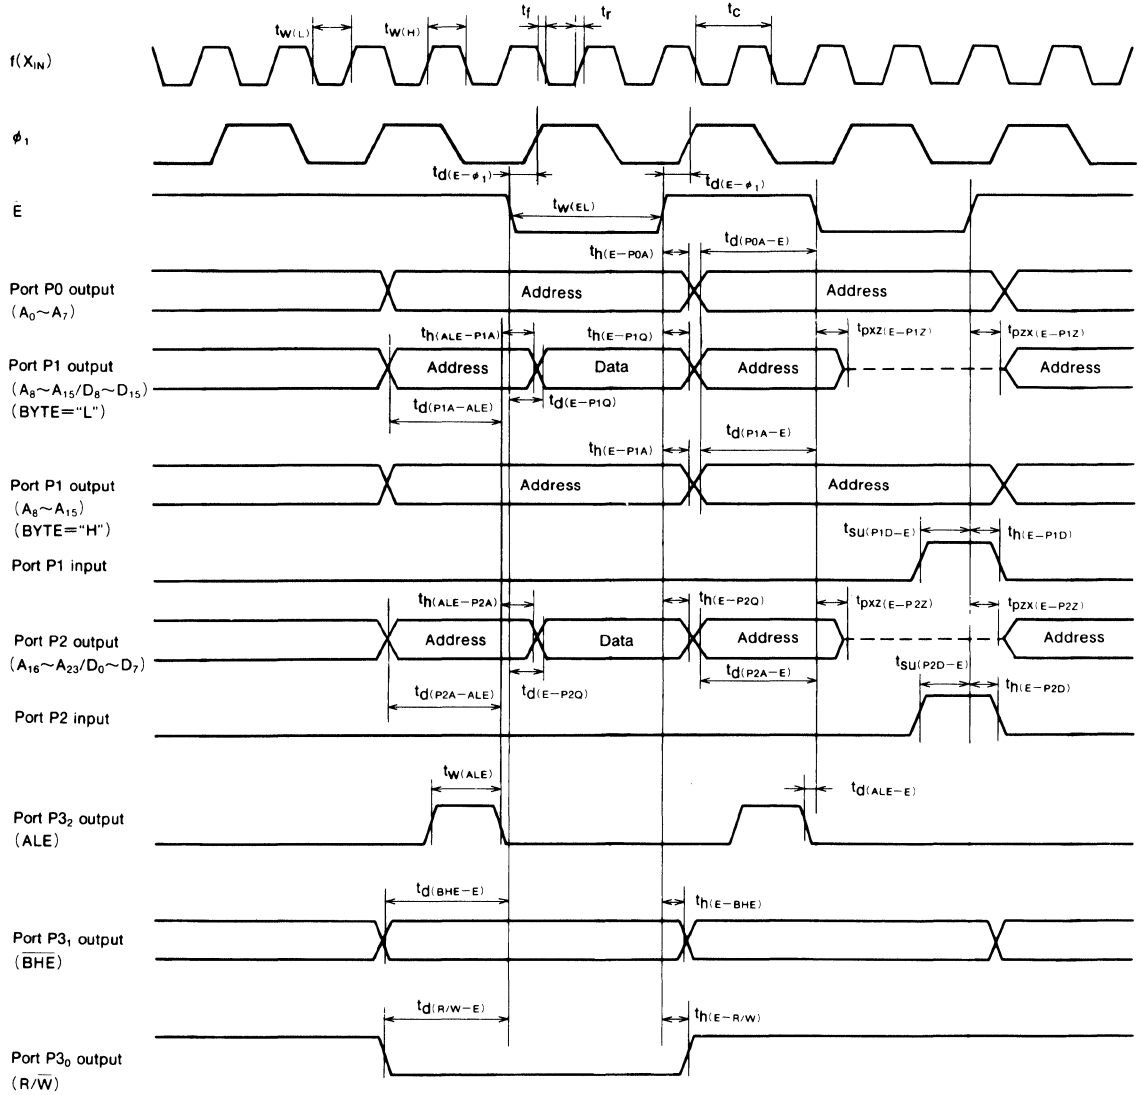 tf tr tc
tW(L) tW(H)
f(XIN)
φ1
td(E−φ1) td(E−φ1)
E tW(EL)
td(P0A−E)
th(E−P0A)
Port P0 output Address Address
(A0∼A7)
th(ALE−P1A) th(E−P1Q) tpxz(E−P1Z) tpzx(E−P1Z)
Port P1 output Address Data Address Address
(A8∼A15/D8∼D15)
(BYTE="L") td(P1A−ALE) td(E−P1Q)
td(P1A−E)
th(E−P1A)
Port P1 output Address Address
(A8∼A15)
(BYTE="H")
tsu(P1D−E) th(E−P1D)
Port P1 input
th(ALE−P2A) th(E−P2Q) tpxz(E−P2Z) tpzx(E−P2Z)
Port P2 output Address Data Address Address
(A16∼A23/D0∼D7)
tsu(P2D−E)
td(P2A−ALE) td(E−P2Q) td(P2A−E) th(E−P2D)
Port P2 input
tW(ALE)
td(ALE−E)
Port P32 output
(ALE)
td(BHE−E) th(E−BHE)
Port P31 output
(BHE)
td(R/W−E) th(E−R/W)
Port P30 output
(R/W)